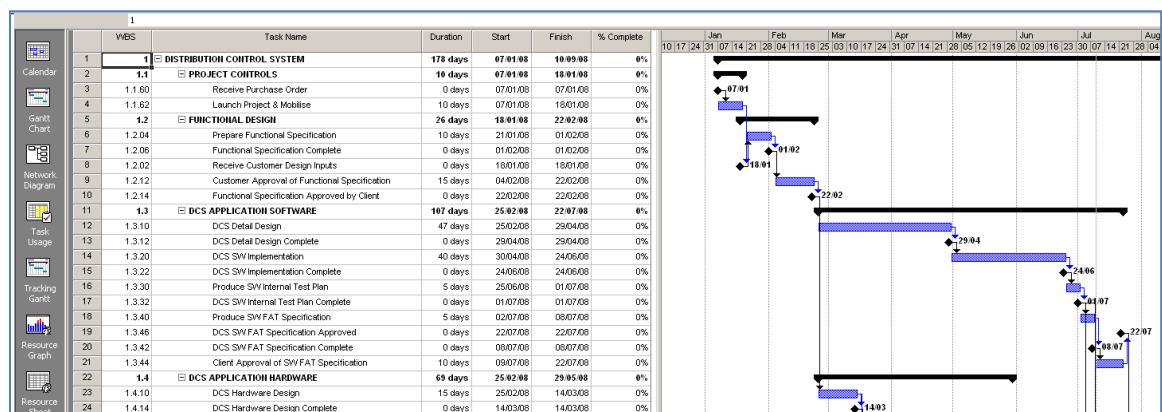 1
WBS Task Name Duration Start Finish % Complete
Jan Feb Mar Apr May Jun Jul Aug
10 17 24 31 07 14 21 28 04 11 18 25 03 10 17 24 31 07 14 21 28 05 12 19 26 02 09 16 23 30 07 14 21 28 04
Calendar
Gantt Chart
Network Diagram
Task Usage
Tracking Gantt
Resource Graph
Resource Sheet
1 1 DISTRIBUTION CONTROL SYSTEM 178 days 07/01/08 10/09/08 0%
2 1.1 PROJECT CONTROLS 10 days 07/01/08 18/01/08 0%
3 1.1.60 Receive Purchase Order 0 days 07/01/08 07/01/08 0% 07/01
4 1.1.62 Launch Project & Mobilise 10 days 07/01/08 18/01/08 0%
5 1.2 FUNCTIONAL DESIGN 26 days 18/01/08 22/02/08 0%
6 1.2.04 Prepare Functional Specification 10 days 21/01/08 01/02/08 0%
7 1.2.06 Functional Specification Complete 0 days 01/02/08 01/02/08 0% 01/02
8 1.2.02 Receive Customer Design Inputs 0 days 18/01/08 18/01/08 0% 18/01
9 1.2.12 Customer Approval of Functional Specification 15 days 04/02/08 22/02/08 0%
10 1.2.14 Functional Specification Approved by Client 0 days 22/02/08 22/02/08 0% 22/02
11 1.3 DCS APPLICATION SOFTWARE 107 days 25/02/08 22/07/08 0%
12 1.3.10 DCS Detail Design 47 days 25/02/08 29/04/08 0%
13 1.3.12 DCS Detail Design Complete 0 days 29/04/08 29/04/08 0% 29/04
14 1.3.20 DCS SW Implementation 40 days 30/04/08 24/06/08 0%
15 1.3.22 DCS SW Implementation Complete 0 days 24/06/08 24/06/08 0% 24/06
16 1.3.30 Produce SW Internal Test Plan 5 days 25/06/08 01/07/08 0%
17 1.3.32 DCS SW Internal Test Plan Complete 0 days 01/07/08 01/07/08 0% 01/07
18 1.3.40 Produce SW FAT Specification 5 days 02/07/08 08/07/08 0%
19 1.3.46 DCS SW FAT Specification Approved 0 days 22/07/08 22/07/08 0% 22/07
20 1.3.42 DCS SW FAT Specification Complete 0 days 08/07/08 08/07/08 0% 08/07
21 1.3.44 Client Approval of SW FAT Specification 10 days 09/07/08 22/07/08 0%
22 1.4 DCS APPLICATION HARDWARE 69 days 25/02/08 29/05/08 0%
23 1.4.10 DCS Hardware Design 15 days 25/02/08 14/03/08 0%
24 1.4.14 DCS Hardware Design Complete 0 days 14/03/08 14/03/08 0% 14/03